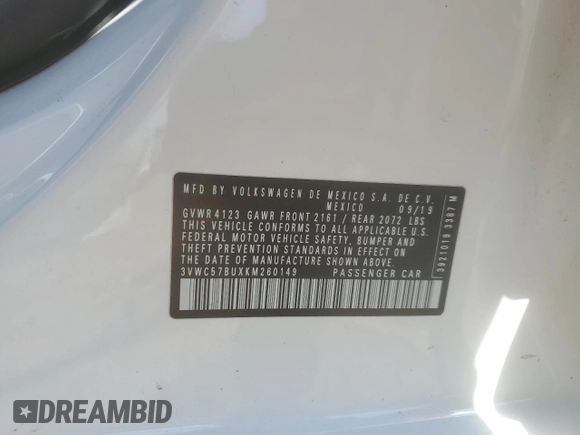 MFD BY VOLKSWAGEN DE MEXICO S.A. DE C.V.
MEXICO 09/19
GVWR 4123 GAWR FRONT 2161 / REAR 2072 LBS
THIS VEHICLE CONFORMS TO ALL APPLICABLE U.S
FEDERAL MOTOR VEHICLE SAFETY, BUMPER AND
THEFT PREVENTION STANDARDS IN EFFECT ON
THE DATE OF MANUFACTURE SHOWN ABOVE
3VWC57BUXKM260149 PASSENGER CAR
3921019 3387 M
DREAMBID